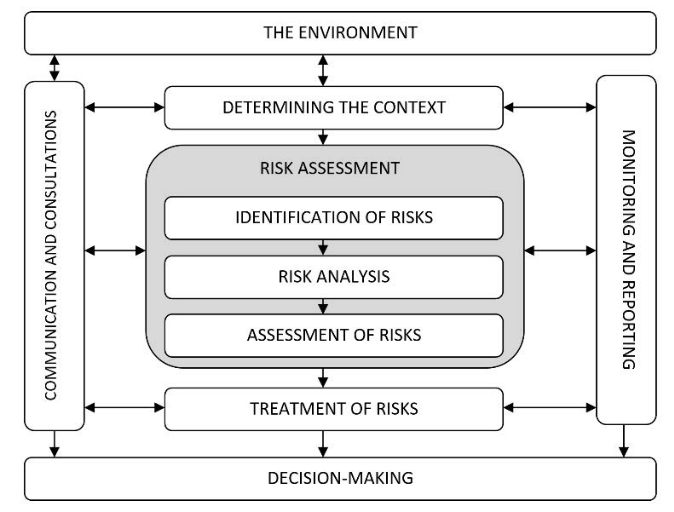 THE ENVIRONMENT
COMMUNICATION AND CONSULTATIONS
DETERMINING THE CONTEXT
MONITORING AND REPORTING
RISK ASSESSMENT
IDENTIFICATION OF RISKS
RISK ANALYSIS
ASSESSMENT OF RISKS
TREATMENT OF RISKS
DECISION-MAKING